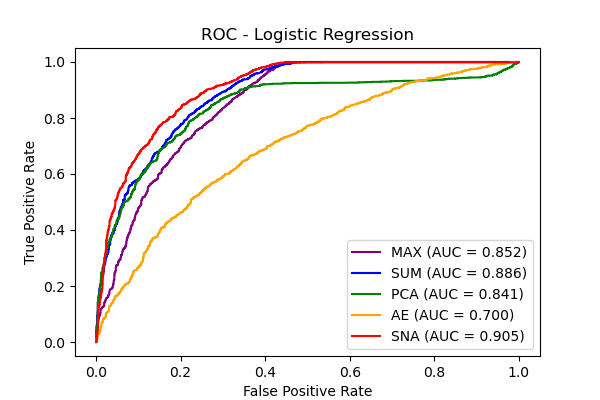 ROC - Logistic Regression
True Positive Rate
1.0
0.8
0.6
0.4
0.2
0.0
MAX (AUC = 0.852)
SUM (AUC = 0.886)
PCA (AUC = 0.841)
AE (AUC = 0.700)
SNA (AUC = 0.905)
0.0 0.2 0.4 0.6 0.8 1.0
False Positive Rate